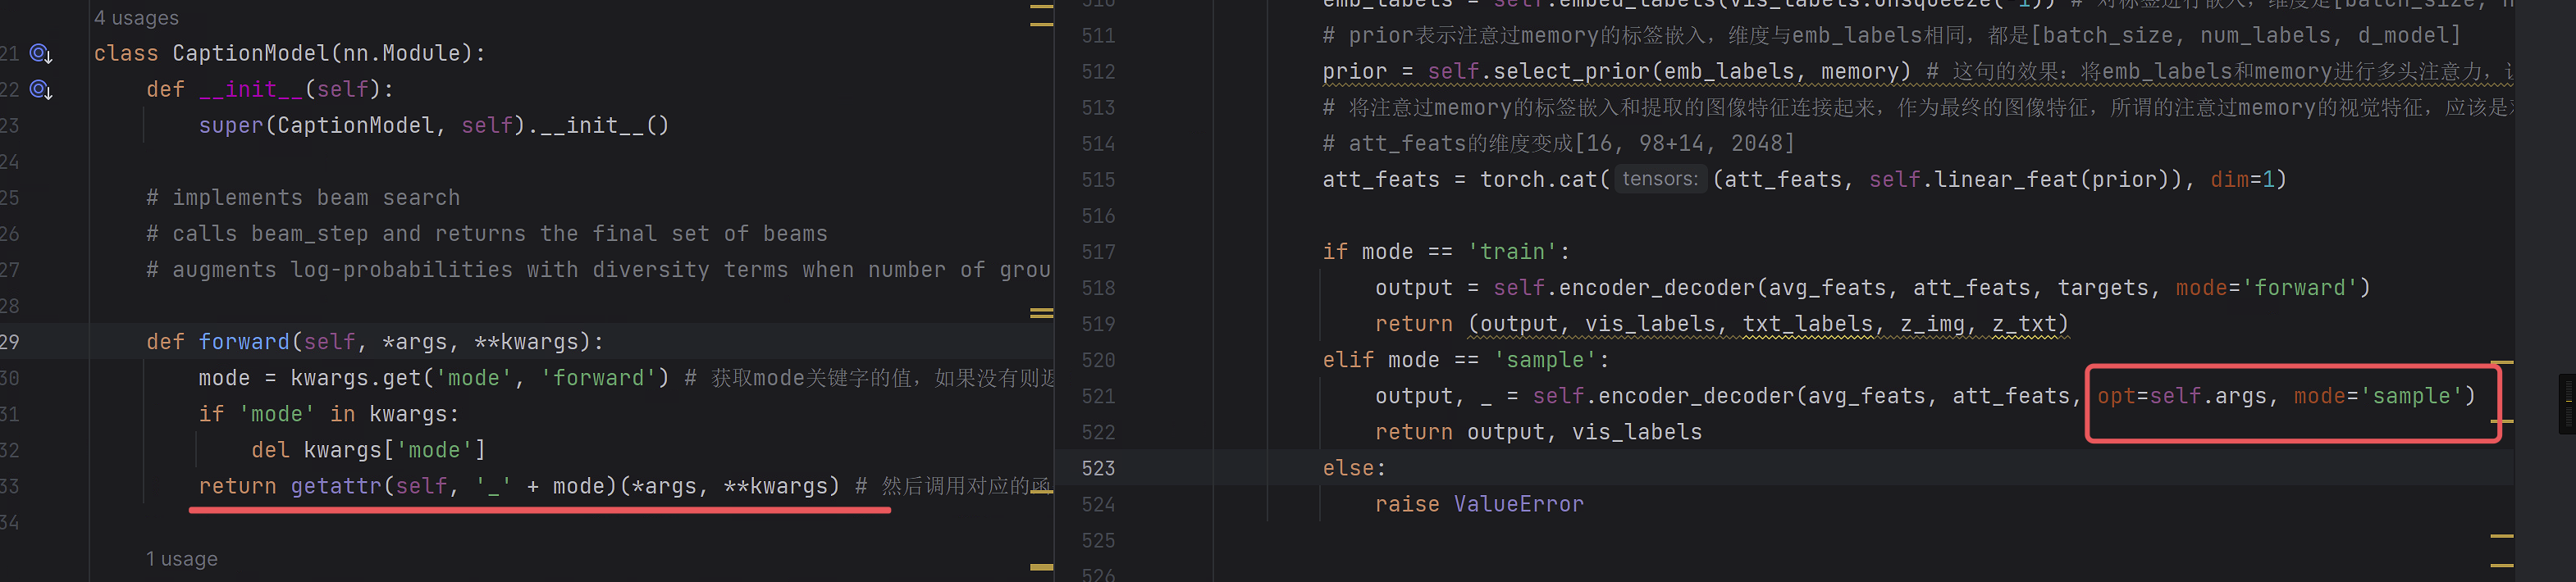 4 usages
21 class CaptionModel(nn.Module):
22 def __init__(self):
23 super(CaptionModel, self).__init__()
24
25 # implements beam search
26 # calls beam_step and returns the final set of beams
27 # augments log-probabilities with diversity terms when number of grou
28
29 def forward(self, *args, **kwargs):
30 mode = kwargs.get('mode', 'forward') # 获取mode关键字的值，如果没有则返
31 if 'mode' in kwargs:
32 del kwargs['mode']
33 return getattr(self, '_' + mode)(*args, **kwargs) # 然后调用对应的函
34
1 usage
510 emb_labels = self.embed_labels(vis_labels.unsqueeze(-1)) # 对标签进行嵌入，维度是[batch_size,
511 # prior表示注意过memory的标签嵌入，维度与emb_labels相同，都是[batch_size, num_labels, d_model]
512 prior = self.select_prior(emb_labels, memory) # 这句的效果：将emb_labels和memory进行多头注意力，
513 # 将注意过memory的标签嵌入和提取的图像特征连接起来，作为最终的图像特征，所谓的注意过memory的视觉特征，应该是
514 # att_feats的维度变成[16, 98+14, 2048]
515 att_feats = torch.cat( tensors: (att_feats, self.linear_feat(prior)), dim=1)
516
517 if mode == 'train':
518 output = self.encoder_decoder(avg_feats, att_feats, targets, mode='forward')
519 return (output, vis_labels, txt_labels, z_img, z_txt)
520 elif mode == 'sample':
521 output, _ = self.encoder_decoder(avg_feats, att_feats, opt=self.args, mode='sample')
522 return output, vis_labels
523 else:
524 raise ValueError
525
526